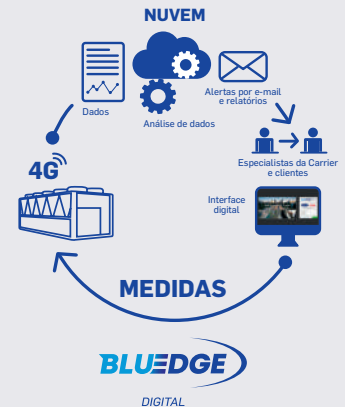 NUVEM
Dados
Análise de dados
Alertas por e-mail
e relatórios
Especialistas da Carrier
e clientes
Interface
digital
4G
MEDIDAS
BLUEDGE
DIGITAL